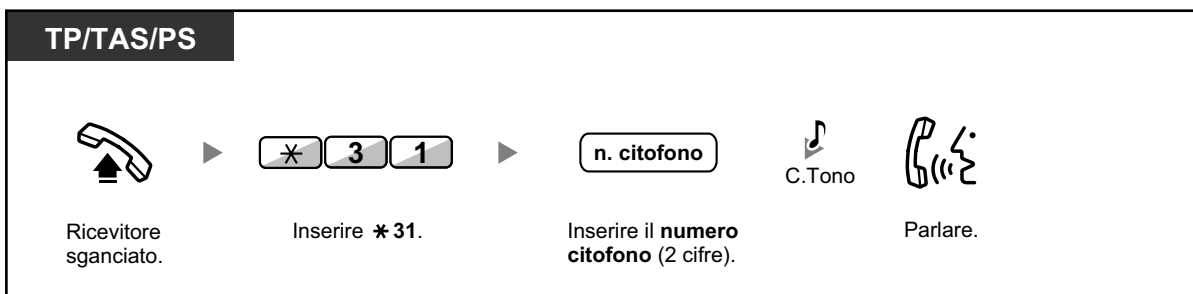 TP/TAS/PS
* 3 1
n. citofono
C.Tono
Ricevitore
sganciato.
Inserire * 31.
Inserire il numero
citofono (2 cifre).
Parlare.